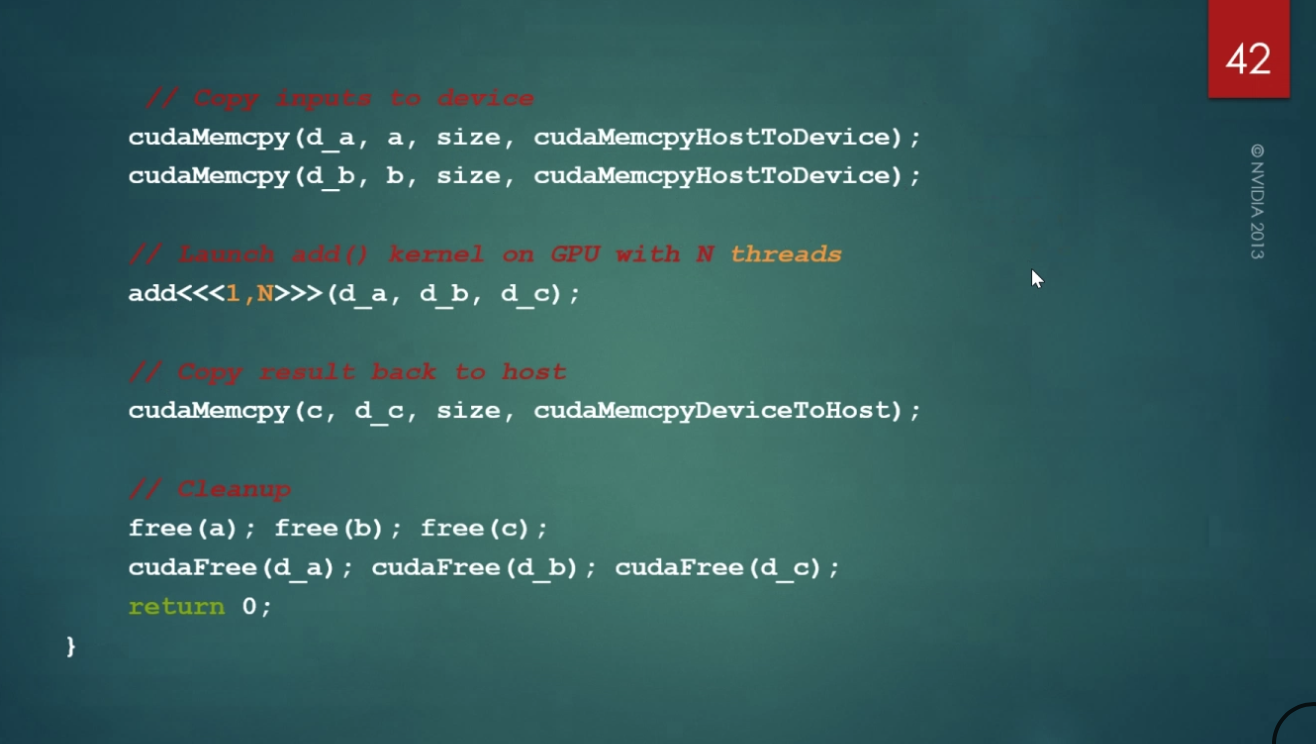 42
// Copy inputs to device
cudaMemcpy(d_a, a, size, cudaMemcpyHostToDevice);
cudaMemcpy(d_b, b, size, cudaMemcpyHostToDevice);
// Launch add() kernel on GPU with N threads
add<<<1,N>>>(d_a, d_b, d_c);
// Copy result back to host
cudaMemcpy(c, d_c, size, cudaMemcpyDeviceToHost);
// Cleanup
free(a); free(b); free(c);
cudaFree(d_a); cudaFree(d_b); cudaFree(d_c);
return 0;
}
© NVIDIA 2013